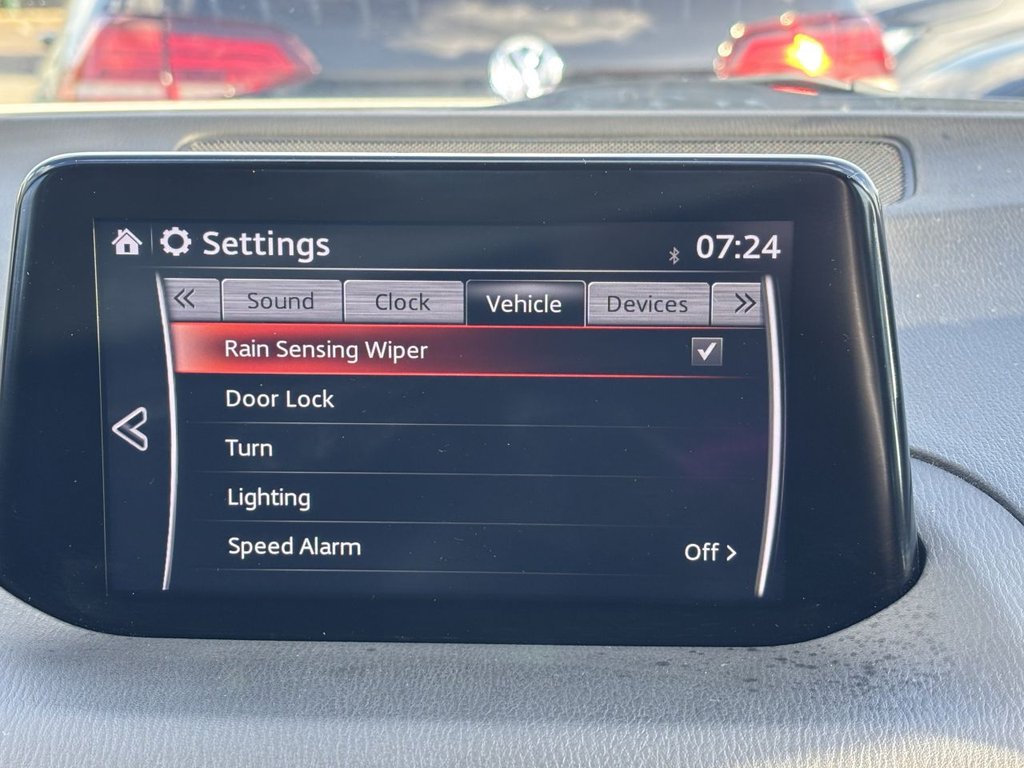 Settings
07:24
Sound Clock Vehicle Devices
Rain Sensing Wiper
Door Lock
Turn
Lighting
Speed Alarm Off >